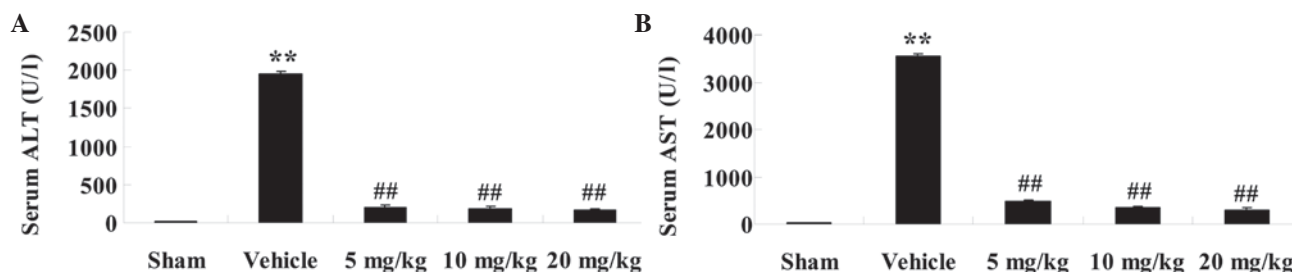 A
Serum ALT (U/l)
2500
2000
1500
1000
500
0
**
##
##
##
Sham
Vehicle
5 mg/kg
10 mg/kg
20 mg/kg
B
Serum AST (U/l)
4000
3000
2000
1000
0
**
##
##
##
Sham
Vehicle
5 mg/kg
10 mg/kg
20 mg/kg